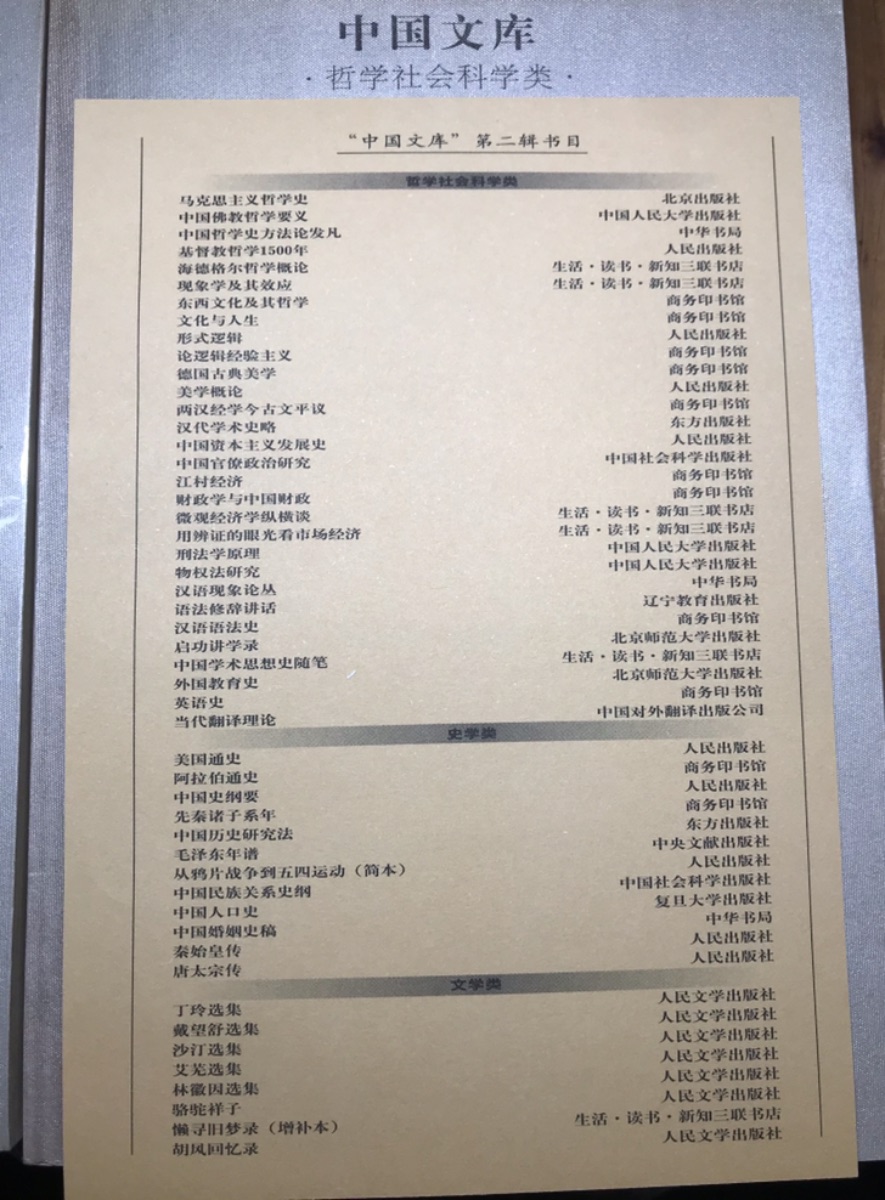 中国文库
·哲学社会科学类·
“中国文库”第二辑书目
哲学社会科学类
马克思主义哲学史 北京出版社
中国佛教哲学要义 中国人民大学出版社
中国哲学史方法论发凡 中华书局
基督教哲学1500年 人民出版社
海德格尔哲学概论 生活·读书·新知三联书店
现象学及其效应 生活·读书·新知三联书店
东西文化及其哲学 商务印书馆
文化与人生 商务印书馆
形式逻辑 人民出版社
论逻辑经验主义 商务印书馆
德国古典美学 商务印书馆
美学概论 人民出版社
两汉经学今古文平议 商务印书馆
汉代学术史略 东方出版社
中国资本主义发展史 人民出版社
中国官僚政治研究 中国社会科学出版社
江村经济 商务印书馆
财政学与中国财政 商务印书馆
微观经济学纵横谈 生活·读书·新知三联书店
用辨证的眼光看市场经济 生活·读书·新知三联书店
刑法学原理 中国人民大学出版社
物权法研究 中国人民大学出版社
汉语现象论丛 中华书局
语法修辞讲话 辽宁教育出版社
汉语语法史 商务印书馆
启功讲学录 北京师范大学出版社
中国学术思想史随笔 生活·读书·新知三联书店
外国教育史 北京师范大学出版社
英语史 商务印书馆
当代翻译理论 中国对外翻译出版公司
史学类
美国通史 人民出版社
阿拉伯通史 商务印书馆
中国史纲要 人民出版社
先秦诸子系年 商务印书馆
中国历史研究法 东方出版社
毛泽东年谱 中央文献出版社
从鸦片战争到五四运动（简本） 人民出版社
中国民族关系史纲 中国社会科学出版社
中国人口史 复旦大学出版社
中国婚姻史稿 中华书局
秦始皇传 人民出版社
唐太宗传 人民出版社
文学类
丁玲选集 人民文学出版社
戴望舒选集 人民文学出版社
沙汀选集 人民文学出版社
艾芜选集 人民文学出版社
林徽因选集 人民文学出版社
骆驼祥子 人民文学出版社
懒寻旧梦录（增补本） 生活·读书·新知三联书店
胡风回忆录 人民文学出版社